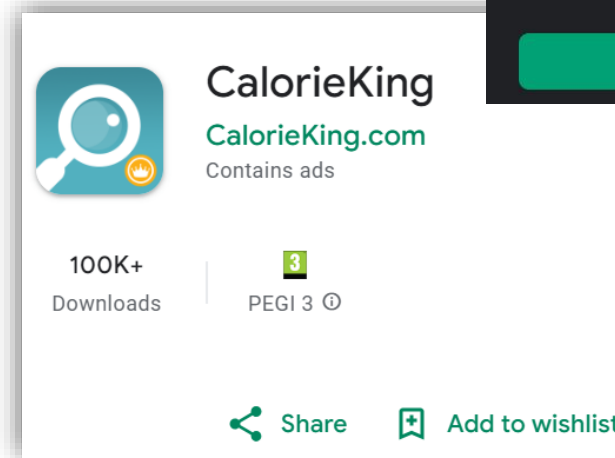 CalorieKing
CalorieKing.com
Contains ads
100K+
Downloads
3
PEGI 3
Share
Add to wishlist